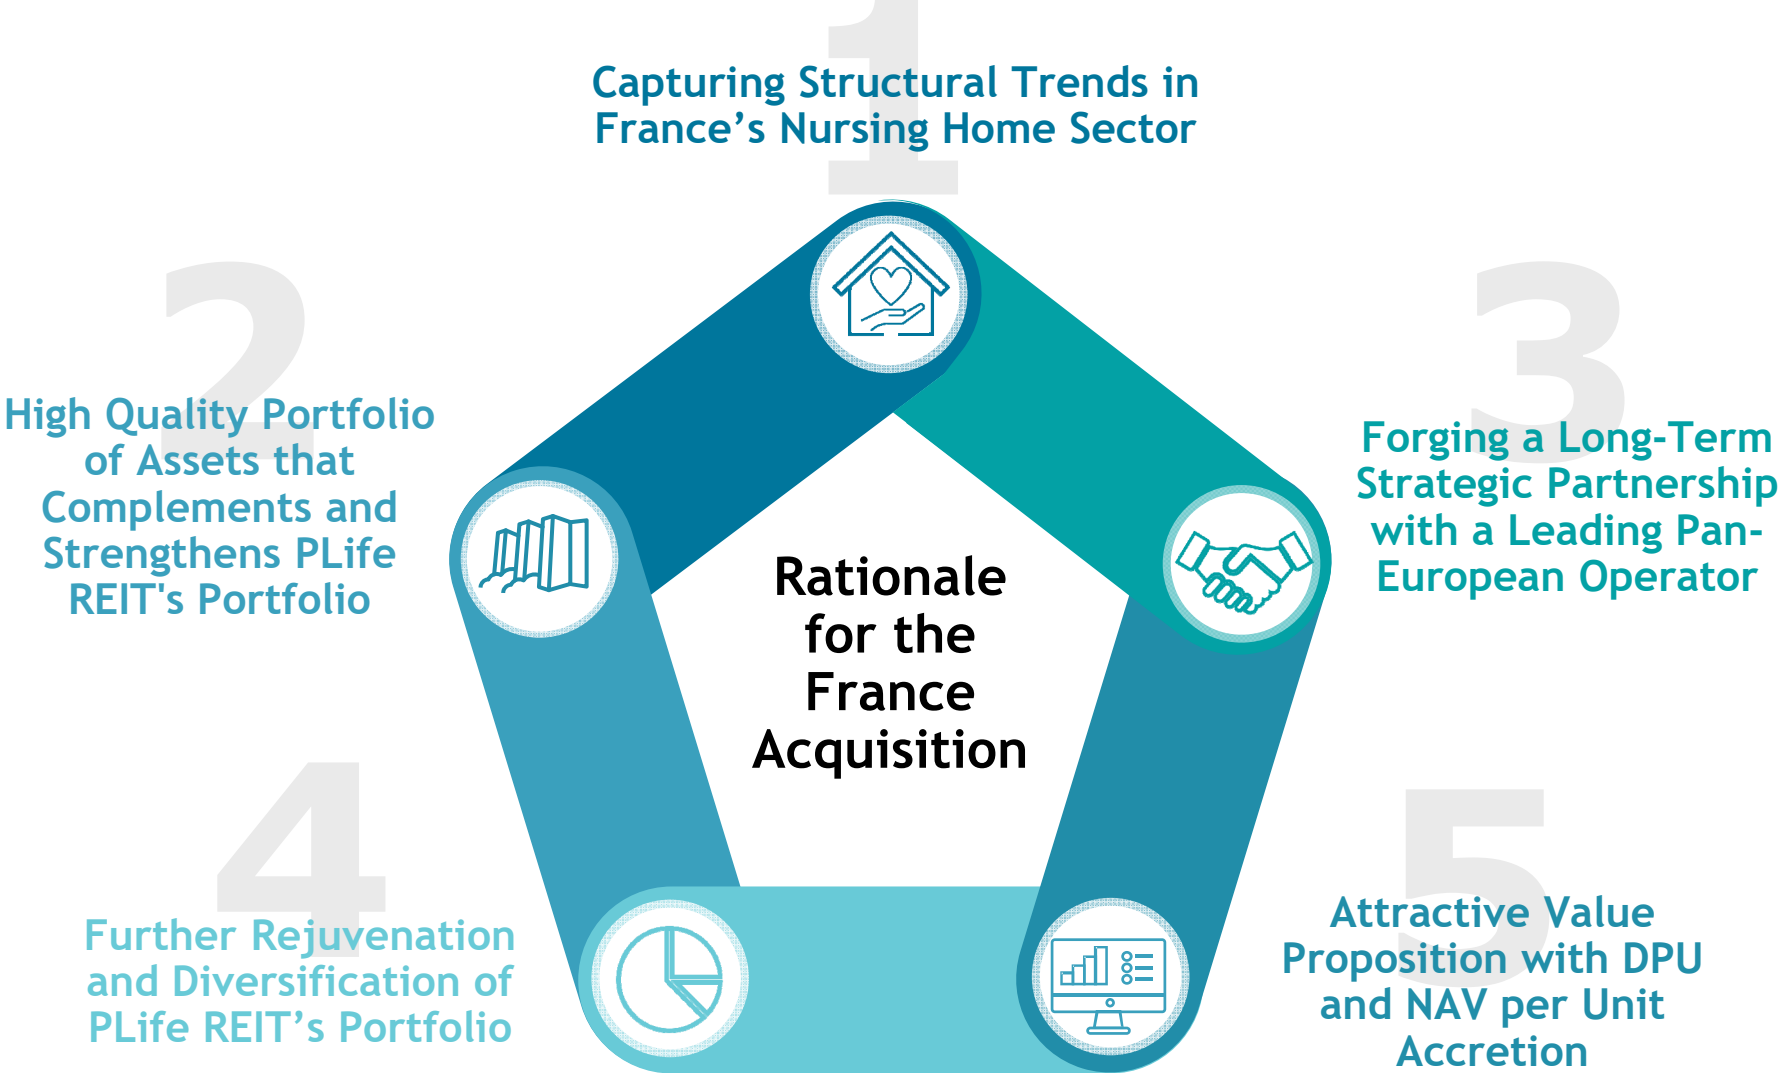 1
Capturing Structural Trends in
France’s Nursing Home Sector
2
High Quality Portfolio
of Assets that
Complements and
Strengthens PLife
REIT's Portfolio
3
Forging a Long-Term
Strategic Partnership
with a Leading Pan-
European Operator
Rationale
for the
France
Acquisition
4
Further Rejuvenation
and Diversification of
PLife REIT’s Portfolio
5
Attractive Value
Proposition with DPU
and NAV per Unit
Accretion